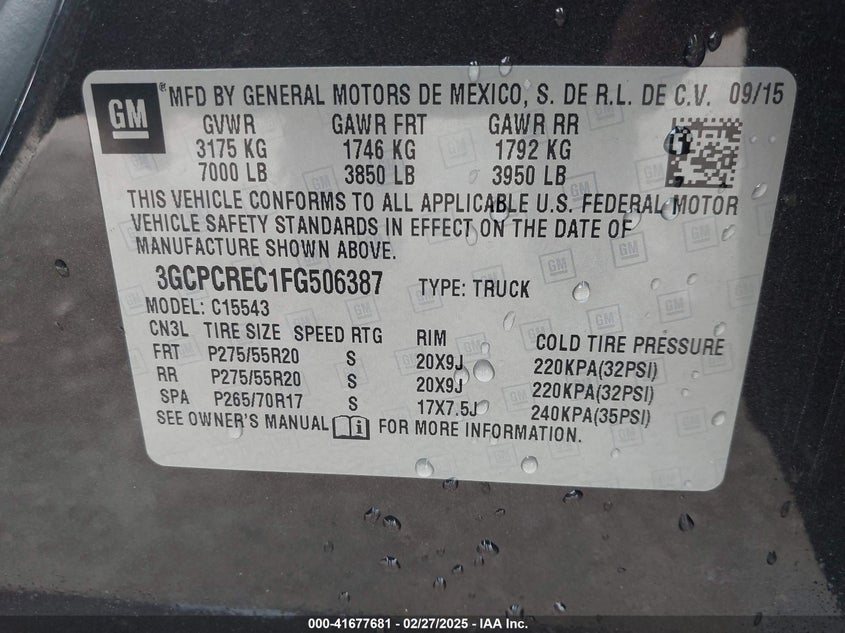 GM ® MFD BY GENERAL MOTORS DE MEXICO, S. DE R.L. DE C.V. 09/15
GVWR GAWR FRT GAWR RR
3175 KG 1746 KG 1792 KG
7000 LB 3850 LB 3950 LB
THIS VEHICLE CONFORMS TO ALL APPLICABLE U.S. FEDERAL MOTOR
VEHICLE SAFETY STANDARDS IN EFFECT ON THE DATE OF
MANUFACTURE SHOWN ABOVE.
3GCPCREC1FG506387 TYPE: TRUCK
MODEL: C15543
CN3L TIRE SIZE SPEED RTG RIM COLD TIRE PRESSURE
FRT P275/55R20 S 20X9J 220KPA(32PSI)
RR P275/55R20 S 20X9J 220KPA(32PSI)
SPA P265/70R17 S 17X7.5J 240KPA(35PSI)
SEE OWNER'S MANUAL FOR MORE INFORMATION.
000-41677681 - 02/27/2025 - IAA Inc.